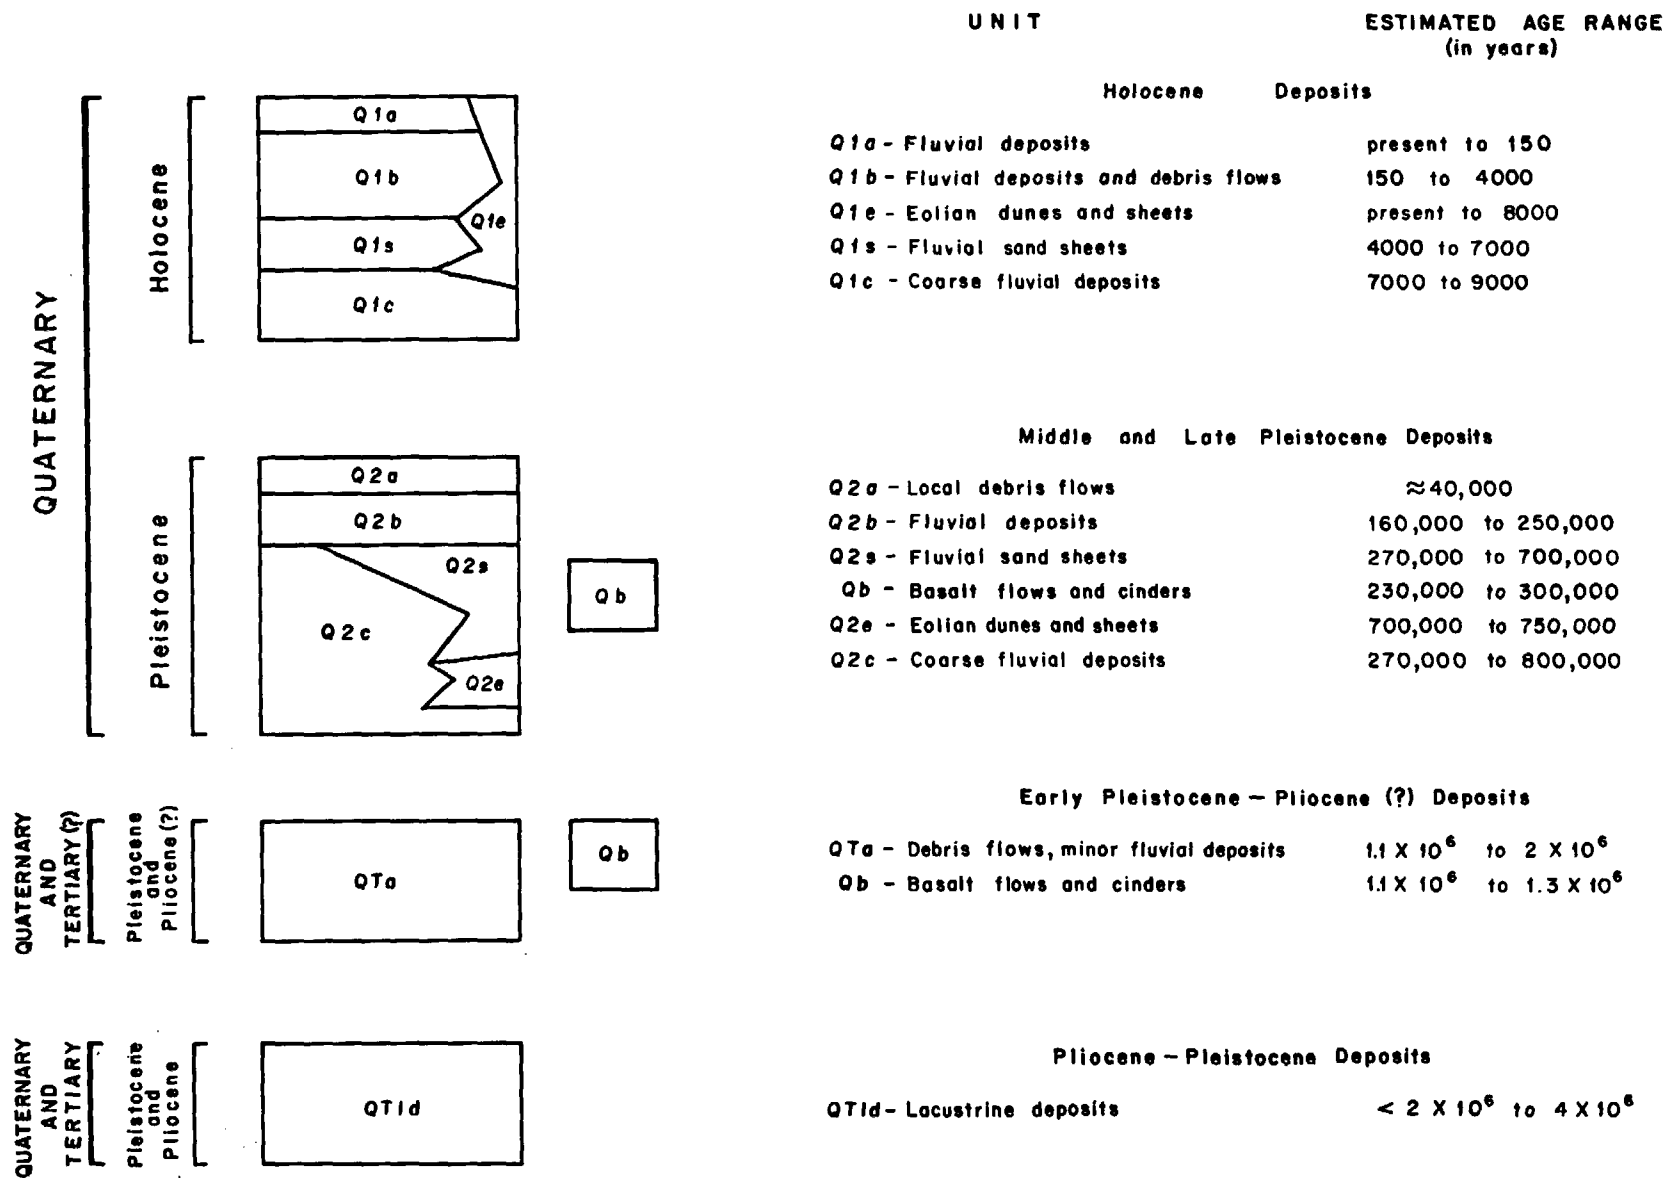 UNIT ESTIMATED AGE RANGE
(in years)
Holocene Deposits
Q1a - Fluvial deposits present to 150
Q1b - Fluvial deposits and debris flows 150 to 4000
Q1e - Eolian dunes and sheets present to 8000
Q1s - Fluvial sand sheets 4000 to 7000
Q1c - Coarse fluvial deposits 7000 to 9000
Middle and Late Pleistocene Deposits
Q2a - Local debris flows ≈40,000
Q2b - Fluvial deposits 160,000 to 250,000
Q2s - Fluvial sand sheets 270,000 to 700,000
Qb - Basalt flows and cinders 230,000 to 300,000
Q2e - Eolian dunes and sheets 700,000 to 750,000
Q2c - Coarse fluvial deposits 270,000 to 800,000
Early Pleistocene - Pliocene (?) Deposits
QTa - Debris flows, minor fluvial deposits 1.1 X 10⁶ to 2 X 10⁶
Qb - Basalt flows and cinders 1.1 X 10⁶ to 1.3 X 10⁶
Pliocene - Pleistocene Deposits
QTld - Lacustrine deposits < 2 X 10⁶ to 4 X 10⁶
QUATERNARY
Holocene
Q1a
Q1b
Q1e
Q1s
Q1c
Pleistocene
Q2a
Q2b
Q2s
Q2c
Q2e
Qb
QUATERNARY
AND
TERTIARY(?)
Pleistocene
and
Pliocene(?)
QTa
Qb
QUATERNARY
AND
TERTIARY
Pleistocene
and
Pliocene
QTld